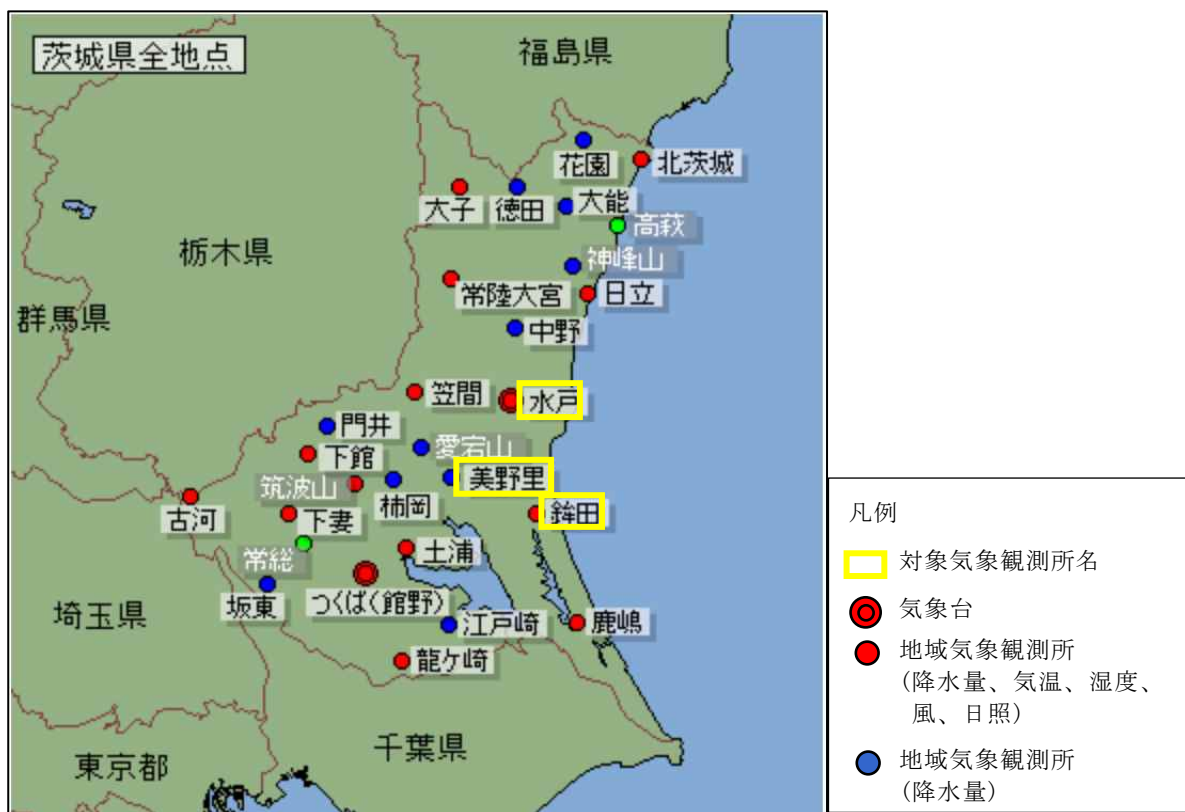 茨城県全地点
福島県
花園
北茨城
大子
徳田
大能
高萩
栃木県
神峰山
常陸大宮
日立
群馬県
中野
笠間
水戸
門井
愛宕山
下館
美野里
筑波山
柿岡
鉾田
古河
下妻
常総
土浦
坂東
つくば(館野)
埼玉県
江戸崎
鹿嶋
龍ケ崎
千葉県
東京都
凡例
対象気象観測所名
気象台
地域気象観測所
(降水量、気温、湿度、
風、日照)
地域気象観測所
(降水量)